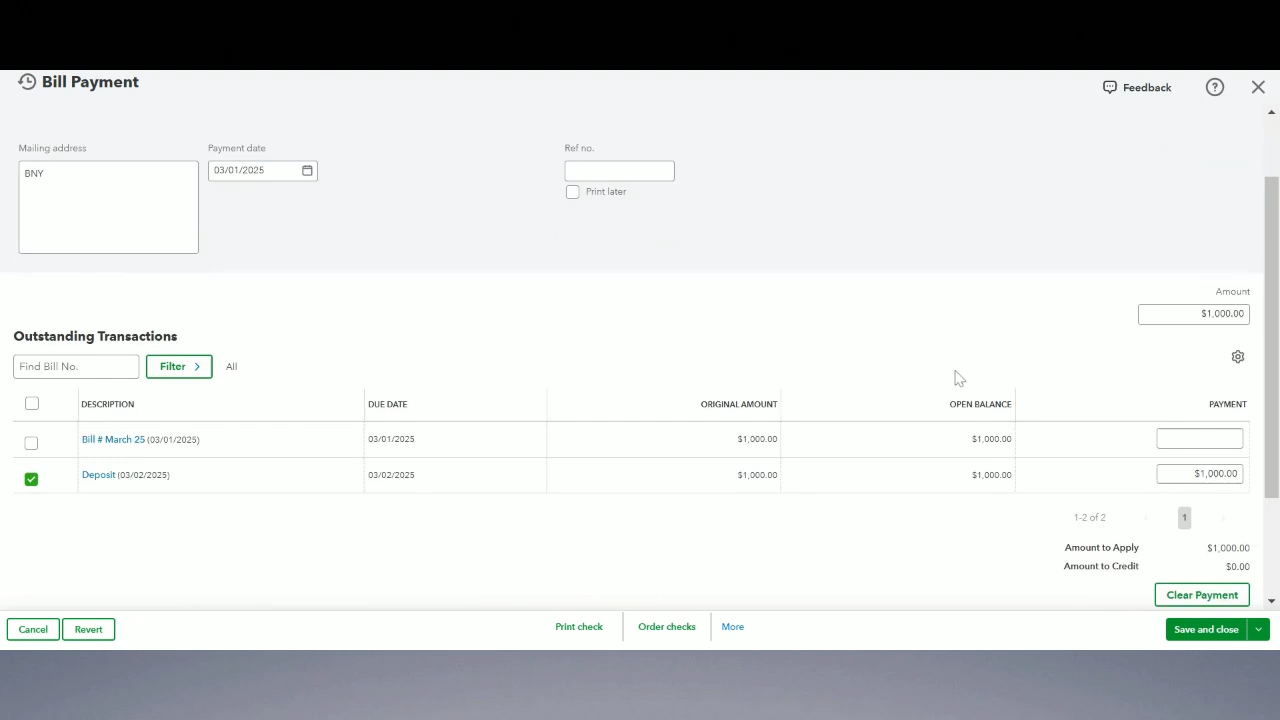 Bill Payment
Feedback
?
Mailing address
Payment date
Ref no.
BNY
03/01/2025
Print later
Amount
$1,000.00
Outstanding Transactions
Find Bill No.
Filter >
All
DESCRIPTION DUE DATE ORIGINAL AMOUNT OPEN BALANCE PAYMENT
Bill # March 25 (03/01/2025) 03/01/2025 $1,000.00 $1,000.00
Deposit (03/02/2025) 03/02/2025 $1,000.00 $1,000.00 $1,000.00
1-2 of 2 1
Amount to Apply $1,000.00
Amount to Credit $0.00
Clear Payment
Cancel Revert Print check Order checks More Save and close